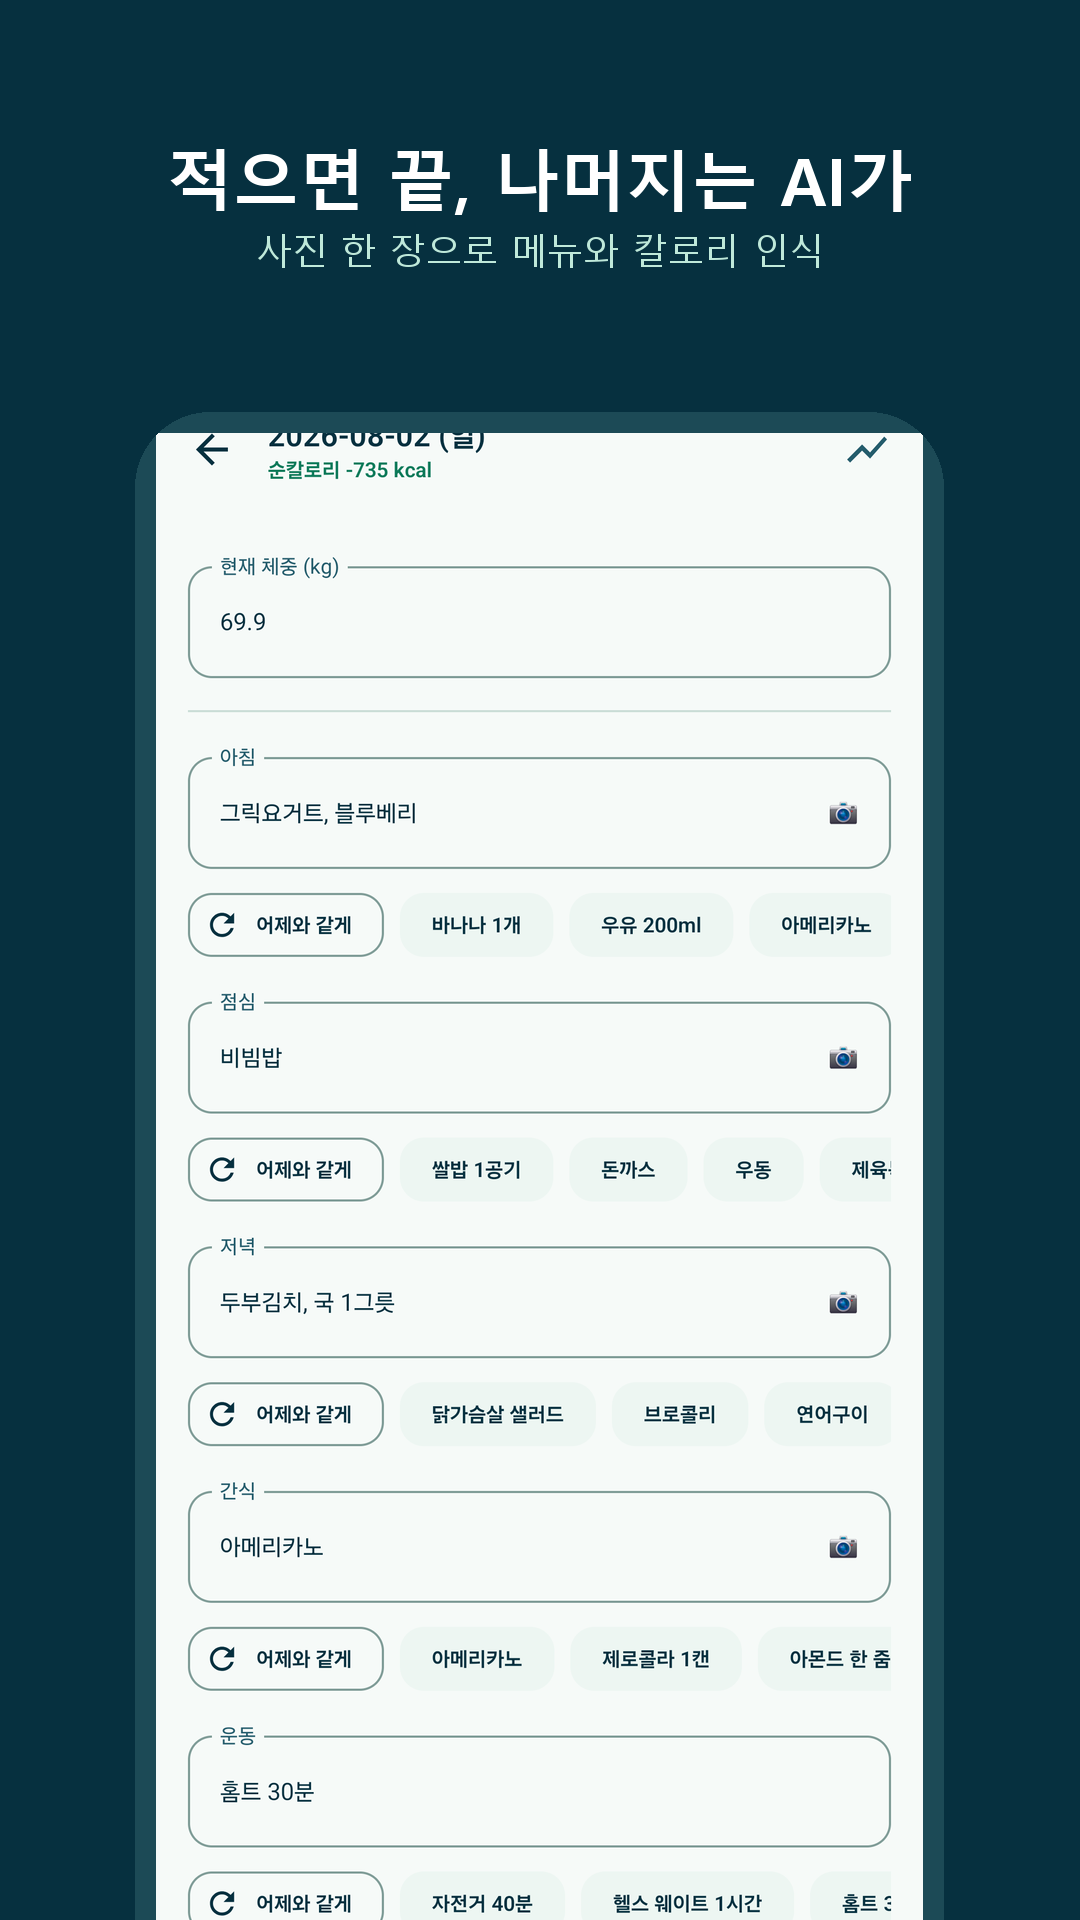 적으면 끝, 나머지는 AI가
사진 한 장으로 메뉴와 칼로리 인식
2026-08-02 (일)
순칼로리 -735 kcal
현재 체중 (kg)
69.9
아침
그릭요거트, 블루베리
어제와 같게 바나나 1개 우유 200ml 아메리카노
점심
비빔밥
어제와 같게 쌀밥 1공기 돈까스 우동 제육
저녁
두부김치, 국 1그릇
어제와 같게 닭가슴살 샐러드 브로콜리 연어구이
간식
아메리카노
어제와 같게 아메리카노 제로콜라 1캔 아몬드 한 줌
운동
홈트 30분
어제와 같게 자전거 40분 헬스 웨이트 1시간 홈트 3